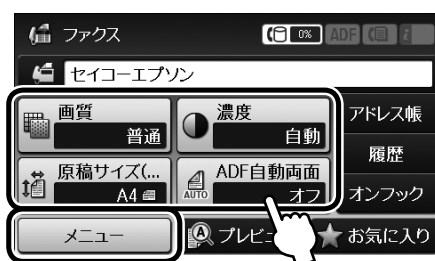 ファクス
0% ADF i
セイコーエプソン
画質
普通
濃度
自動
アドレス帳
原稿サイズ(...
A4
AUTO
ADF自動両面
オフ
履歴
オンフック
メニュー
プレビ
お気に入り